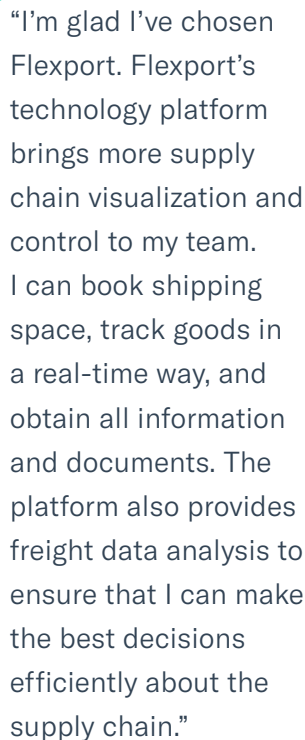 “I’m glad I’ve chosen
Flexport. Flexport’s
technology platform
brings more supply
chain visualization and
control to my team.
I can book shipping
space, track goods in
a real-time way, and
obtain all information
and documents. The
platform also provides
freight data analysis to
ensure that I can make
the best decisions
efficiently about the
supply chain.”